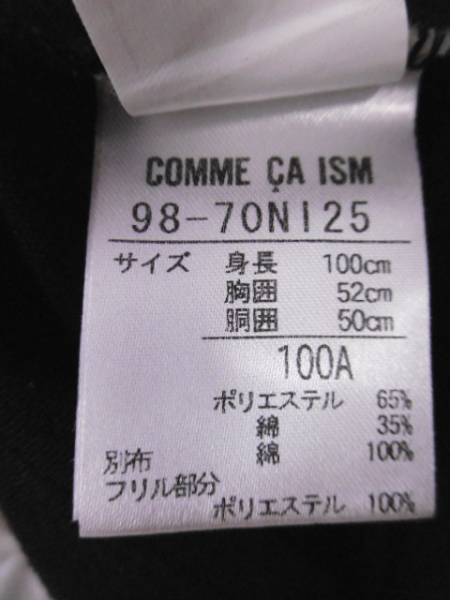 COMME ÇA ISM
98-70NI25
サイズ 身長 100cm
胸囲 52cm
胴囲 50cm
100A
ポリエステル 65%
綿 35%
別布 綿 100%
フリル部分
ポリエステル 100%